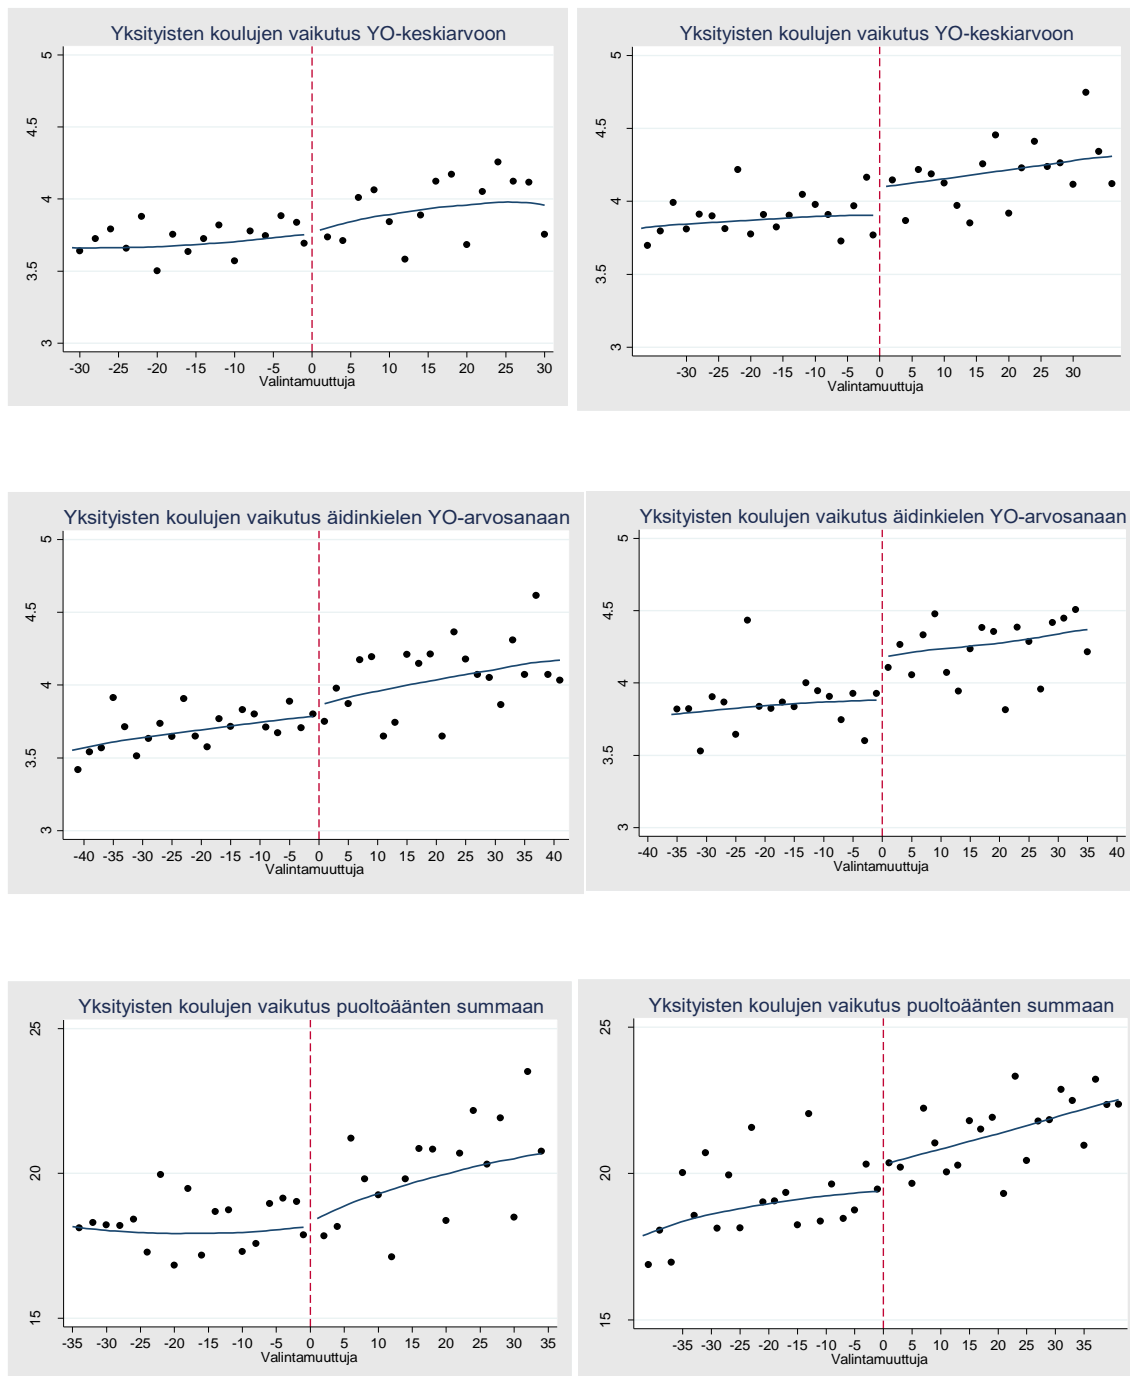 Yksityisten koulujen vaikutus YO-keskiarvoon
5
4.5
4
3.5
3
-30 -25 -20 -15 -10 -5 0 5 10 15 20 25 30
Valintamuuttuja
Yksityisten koulujen vaikutus YO-keskiarvoon
5
4.5
4
3.5
3
-30 -25 -20 -15 -10 -5 0 5 10 15 20 25 30
Valintamuuttuja
Yksityisten koulujen vaikutus äidinkielen YO-arvosanaan
5
4.5
4
3.5
3
-40 -35 -30 -25 -20 -15 -10 -5 0 5 10 15 20 25 30 35 40
Valintamuuttuja
Yksityisten koulujen vaikutus äidinkielen YO-arvosanaan
5
4.5
4
3.5
3
-40 -35 -30 -25 -20 -15 -10 -5 0 5 10 15 20 25 30 35 40
Valintamuuttuja
Yksityisten koulujen vaikutus puoltoäänten summaan
25
20
15
-35 -30 -25 -20 -15 -10 -5 0 5 10 15 20 25 30 35
Valintamuuttuja
Yksityisten koulujen vaikutus puoltoäänten summaan
25
20
15
-35 -30 -25 -20 -15 -10 -5 0 5 10 15 20 25 30 35
Valintamuuttuja